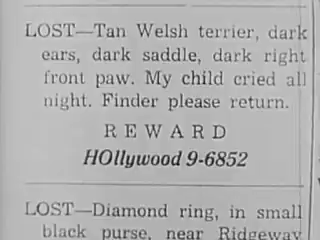 LOST—Tan Welsh terrier, dark
ears, dark saddle, dark right
front paw. My child cried all
night. Finder please return.
REWARD
HOllywood 9-6852
LOST—Diamond ring, in small
black purse, near Ridgeway